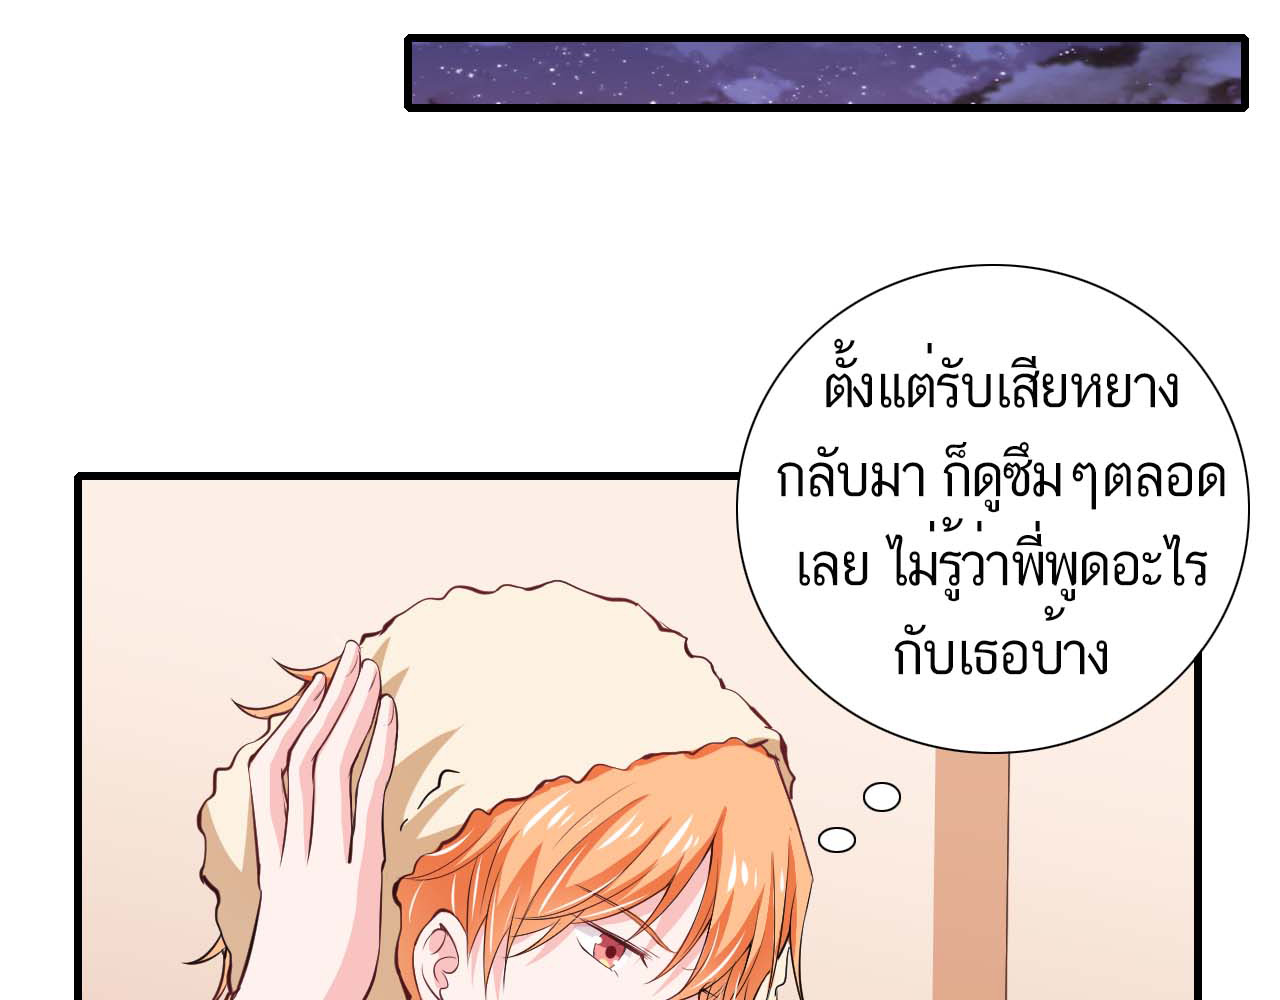 ตั้งแต่รับเสียหยาง
กลับมา ก็ดูซึมๆตลอด
เลย ไม่รู้ว่าพี่พูดอะไร
กับเธอบ้าง